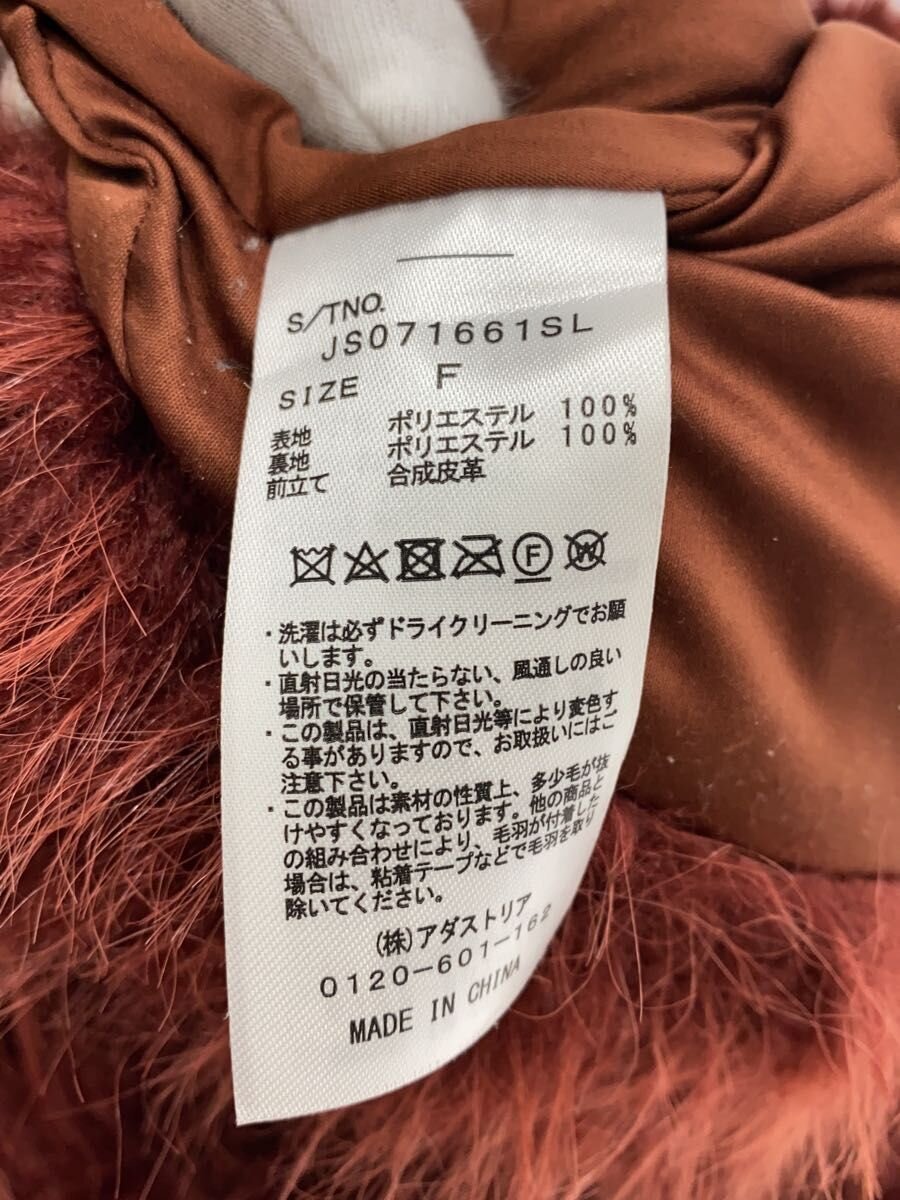 S/TNO.
JS071661SL
SIZE F
表地 ポリエステル 100%
裏地 ポリエステル 100%
前立て 合成皮革
F W
・洗濯は必ずドライクリーニングでお願
いします。
・直射日光の当たらない、風通しの良い
場所で保管して下さい。
・この製品は、直射日光等により変色す
る事がありますので、お取扱いにはご
注意下さい。
・この製品は素材の性質上、多少毛が抜
けやすくなっております。他の商品と
の組み合わせにより、毛羽が付着した
場合は、粘着テープなどで毛羽を取り
除いてください。
(株)アダストリア
0120-601-162
MADE IN CHINA